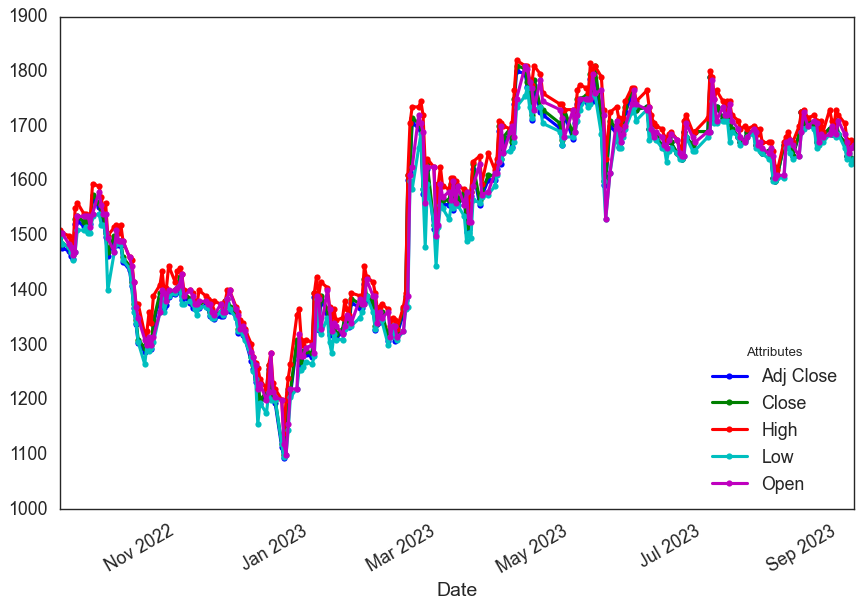 1900
1800
1700
1600
1500
1400
1300
1200
1100
1000
Attributes
Adj Close
Close
High
Low
Open
Nov 2022
Jan 2023
Mar 2023
May 2023
Jul 2023
Sep 2023
Date